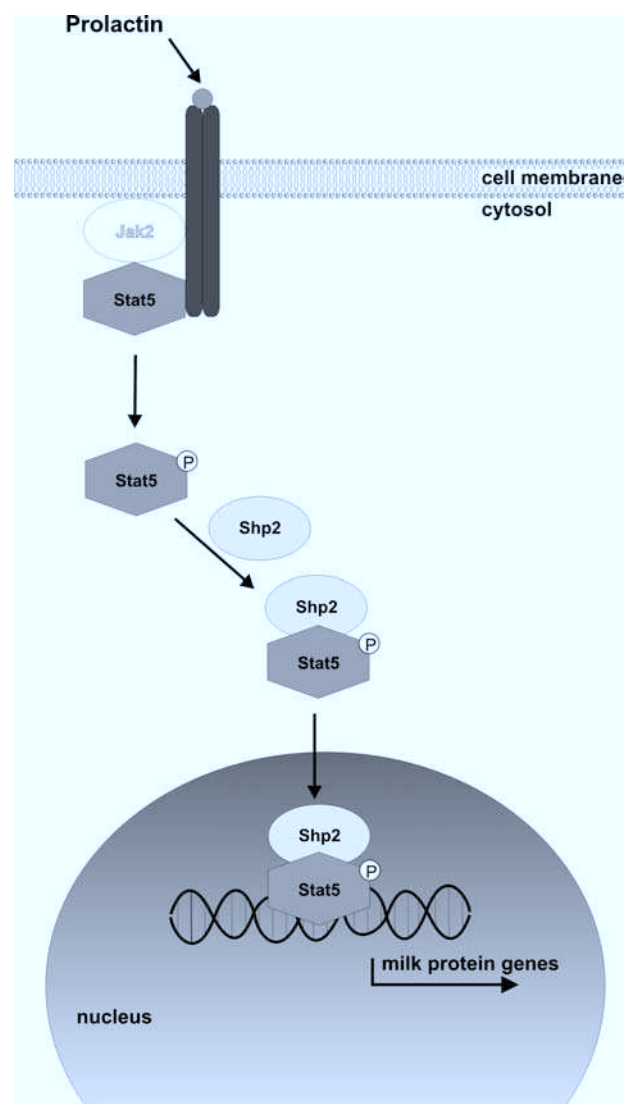 Prolactin
cell membrane
cytosol
Jak2
Stat5
Stat5
P
Shp2
Shp2
Stat5
P
Shp2
Stat5
P
milk protein genes
nucleus